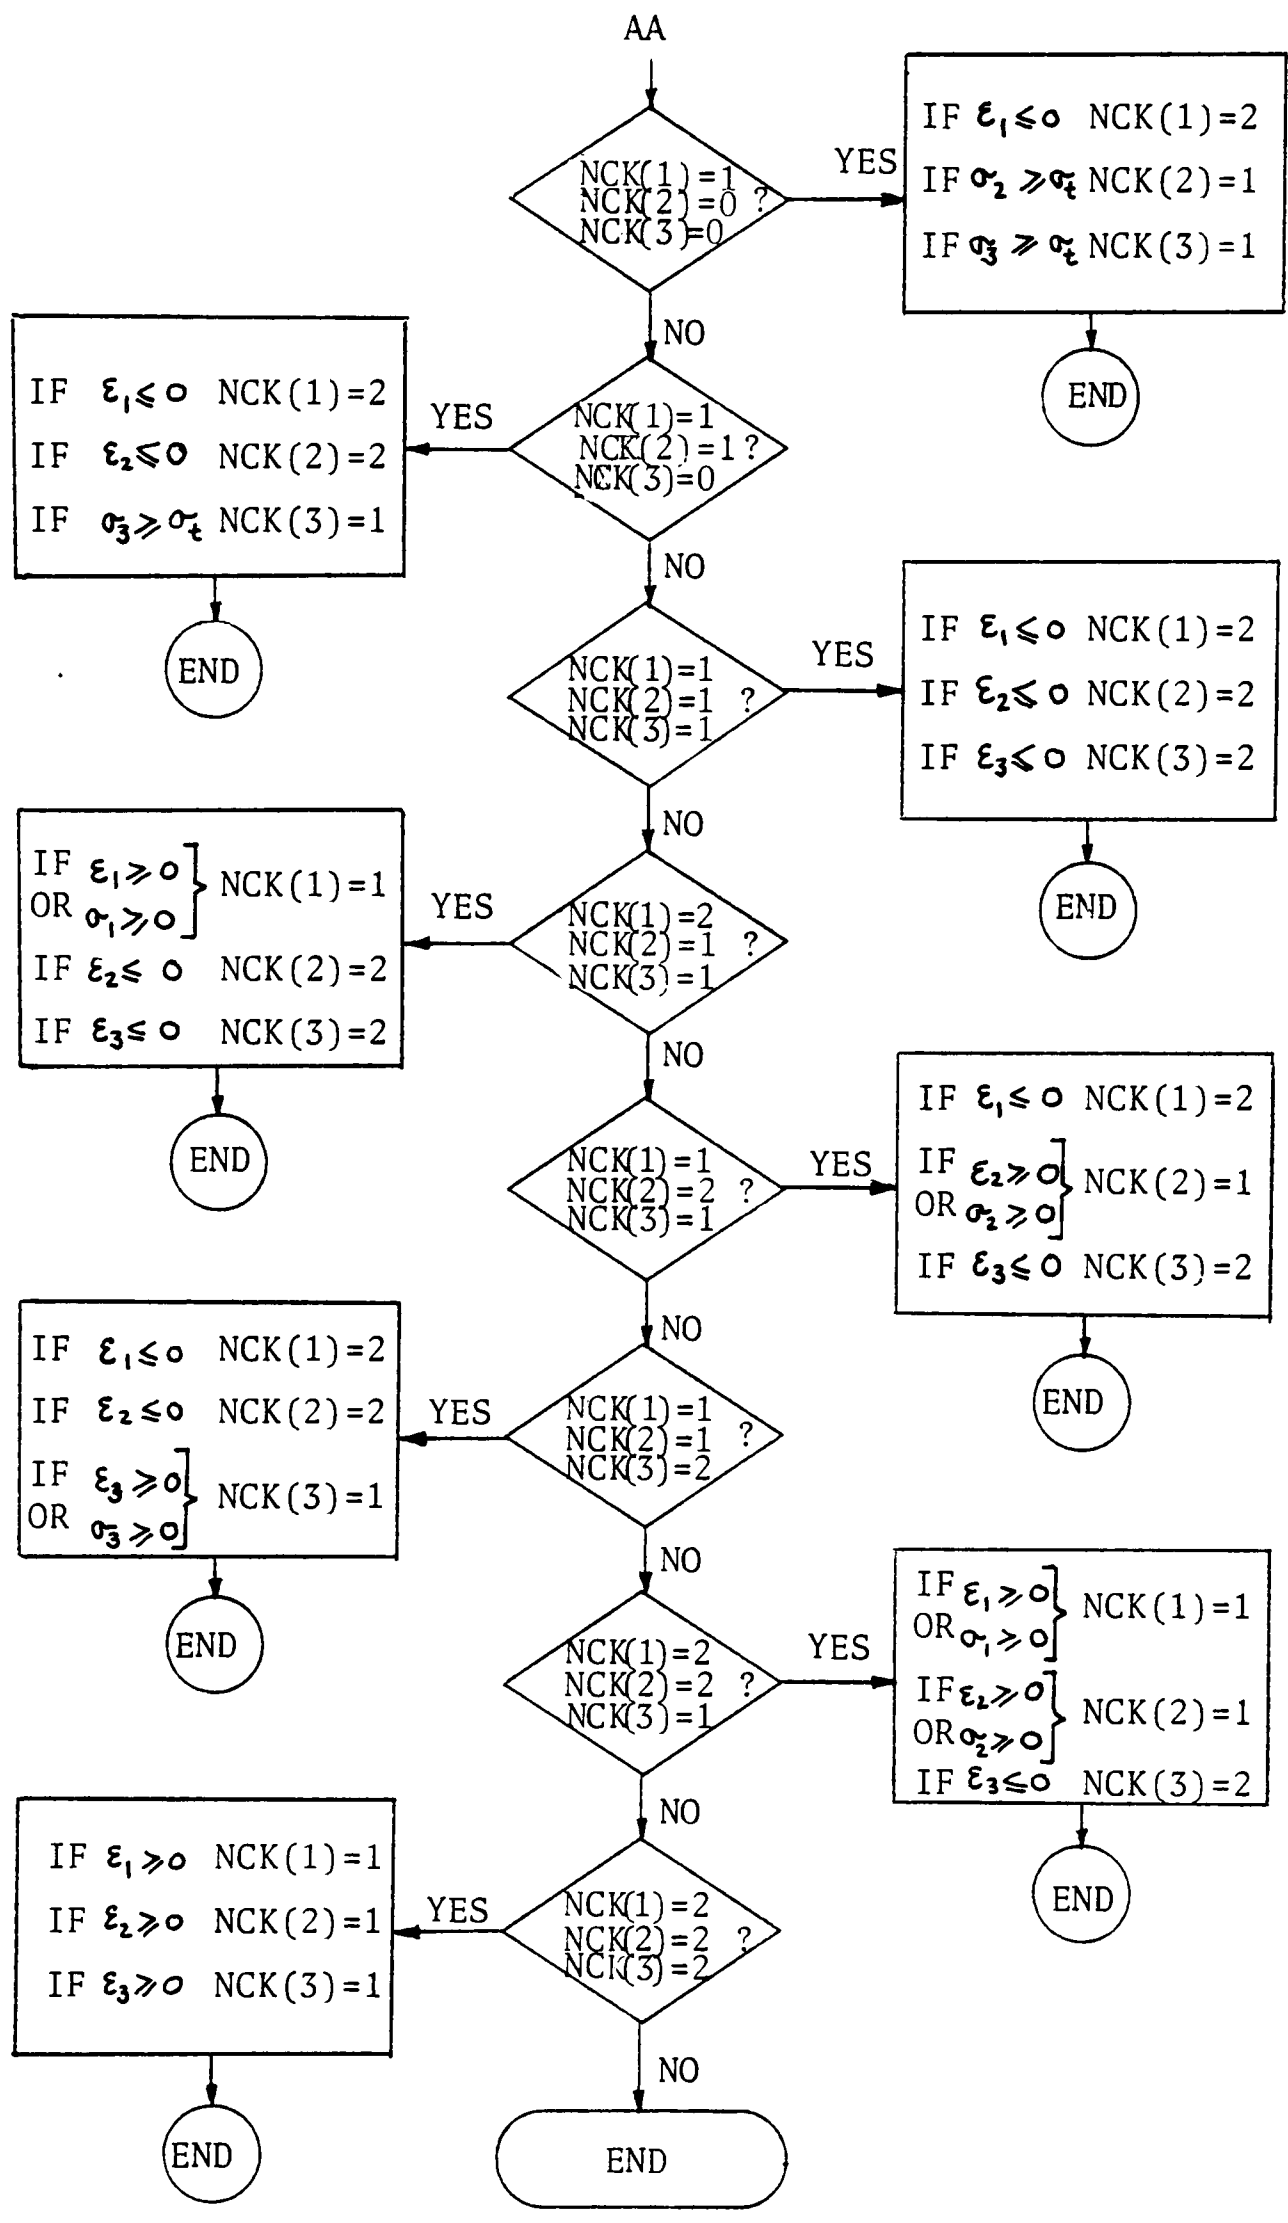 AA
NCK(1)=1
NCK(2)=0 ?
NCK(3)=0
YES
IF ε₁⩽0 NCK(1)=2
IF σ₂⩾σₜ NCK(2)=1
IF σ₃⩾σₜ NCK(3)=1
END
NO
NCK(1)=1
NCK(2)=1?
NCK(3)=0
YES
IF ε₁⩽0 NCK(1)=2
IF ε₂⩽0 NCK(2)=2
IF σ₃⩾σₜ NCK(3)=1
END
NO
NCK(1)=1
NCK(2)=1 ?
NCK(3)=1
YES
IF ε₁⩽0 NCK(1)=2
IF ε₂⩽0 NCK(2)=2
IF ε₃⩽0 NCK(3)=2
END
NO
NCK(1)=2
NCK(2)=1 ?
NCK(3)=1
YES
IF ε₁⩾0
OR σ₁⩾0 } NCK(1)=1
IF ε₂⩽0 NCK(2)=2
IF ε₃⩽0 NCK(3)=2
END
NO
NCK(1)=1
NCK(2)=2 ?
NCK(3)=1
YES
IF ε₁⩽0 NCK(1)=2
IF ε₂⩾0
OR σ₂⩾0 } NCK(2)=1
IF ε₃⩽0 NCK(3)=2
END
NO
NCK(1)=1
NCK(2)=1 ?
NCK(3)=2
YES
IF ε₁⩽0 NCK(1)=2
IF ε₂⩽0 NCK(2)=2
IF ε₃⩾0
OR σ₃⩾0 } NCK(3)=1
END
NO
NCK(1)=2
NCK(2)=2 ?
NCK(3)=1
YES
IF ε₁⩾0
OR σ₁⩾0 } NCK(1)=1
IF ε₂⩾0
OR σ₂⩾0 } NCK(2)=1
IF ε₃⩽0 NCK(3)=2
END
NO
NCK(1)=2
NCK(2)=2 ?
NCK(3)=2
YES
IF ε₁⩾0 NCK(1)=1
IF ε₂⩾0 NCK(2)=1
IF ε₃⩾0 NCK(3)=1
END
NO
END